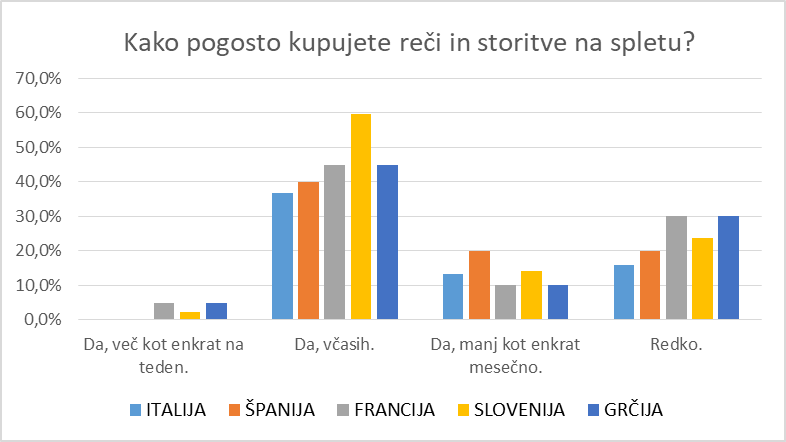 Kako pogosto kupujete reči in storitve na spletu?
70,0%
60,0%
50,0%
40,0%
30,0%
20,0%
10,0%
0,0%
Da, več kot enkrat na
teden.
Da, včasih.
Da, manj kot enkrat
mesečno.
Redko.
ITALIJA
ŠPANIJA
FRANCIJA
SLOVENIJA
GRČIJA